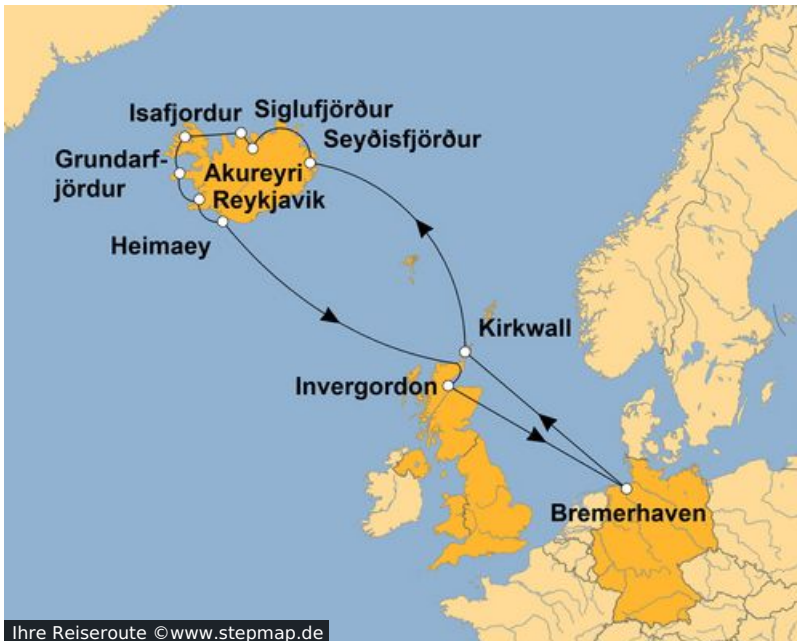 Isafjordur
Siglufjörður
Seyðisfjörður
Grundarf-
jördur
Akureyri
Reykjavik
Heimaey
Kirkwall
Invergordon
Bremerhaven
Ihre Reiseroute ©www.stepmap.de